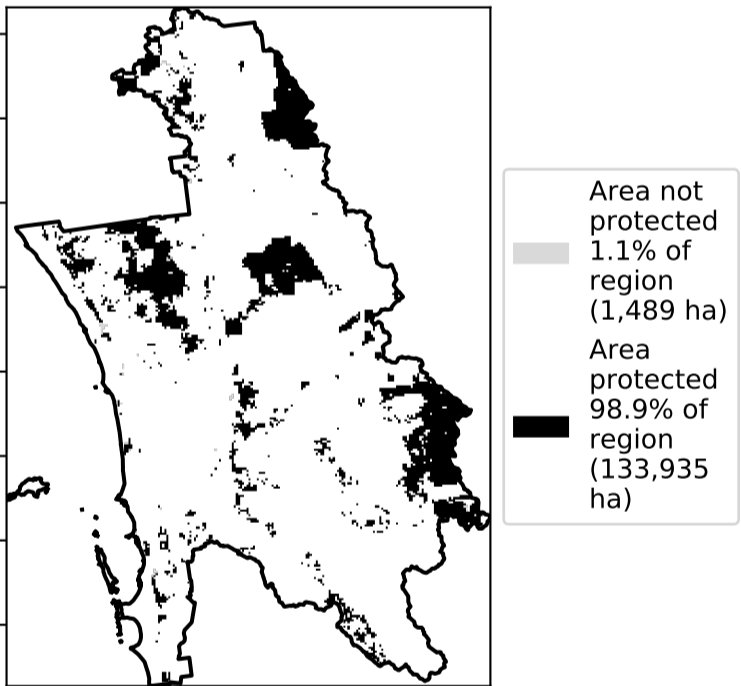 Area not
protected
1.1% of
region
(1,489 ha)
Area
protected
98.9% of
region
(133,935
ha)